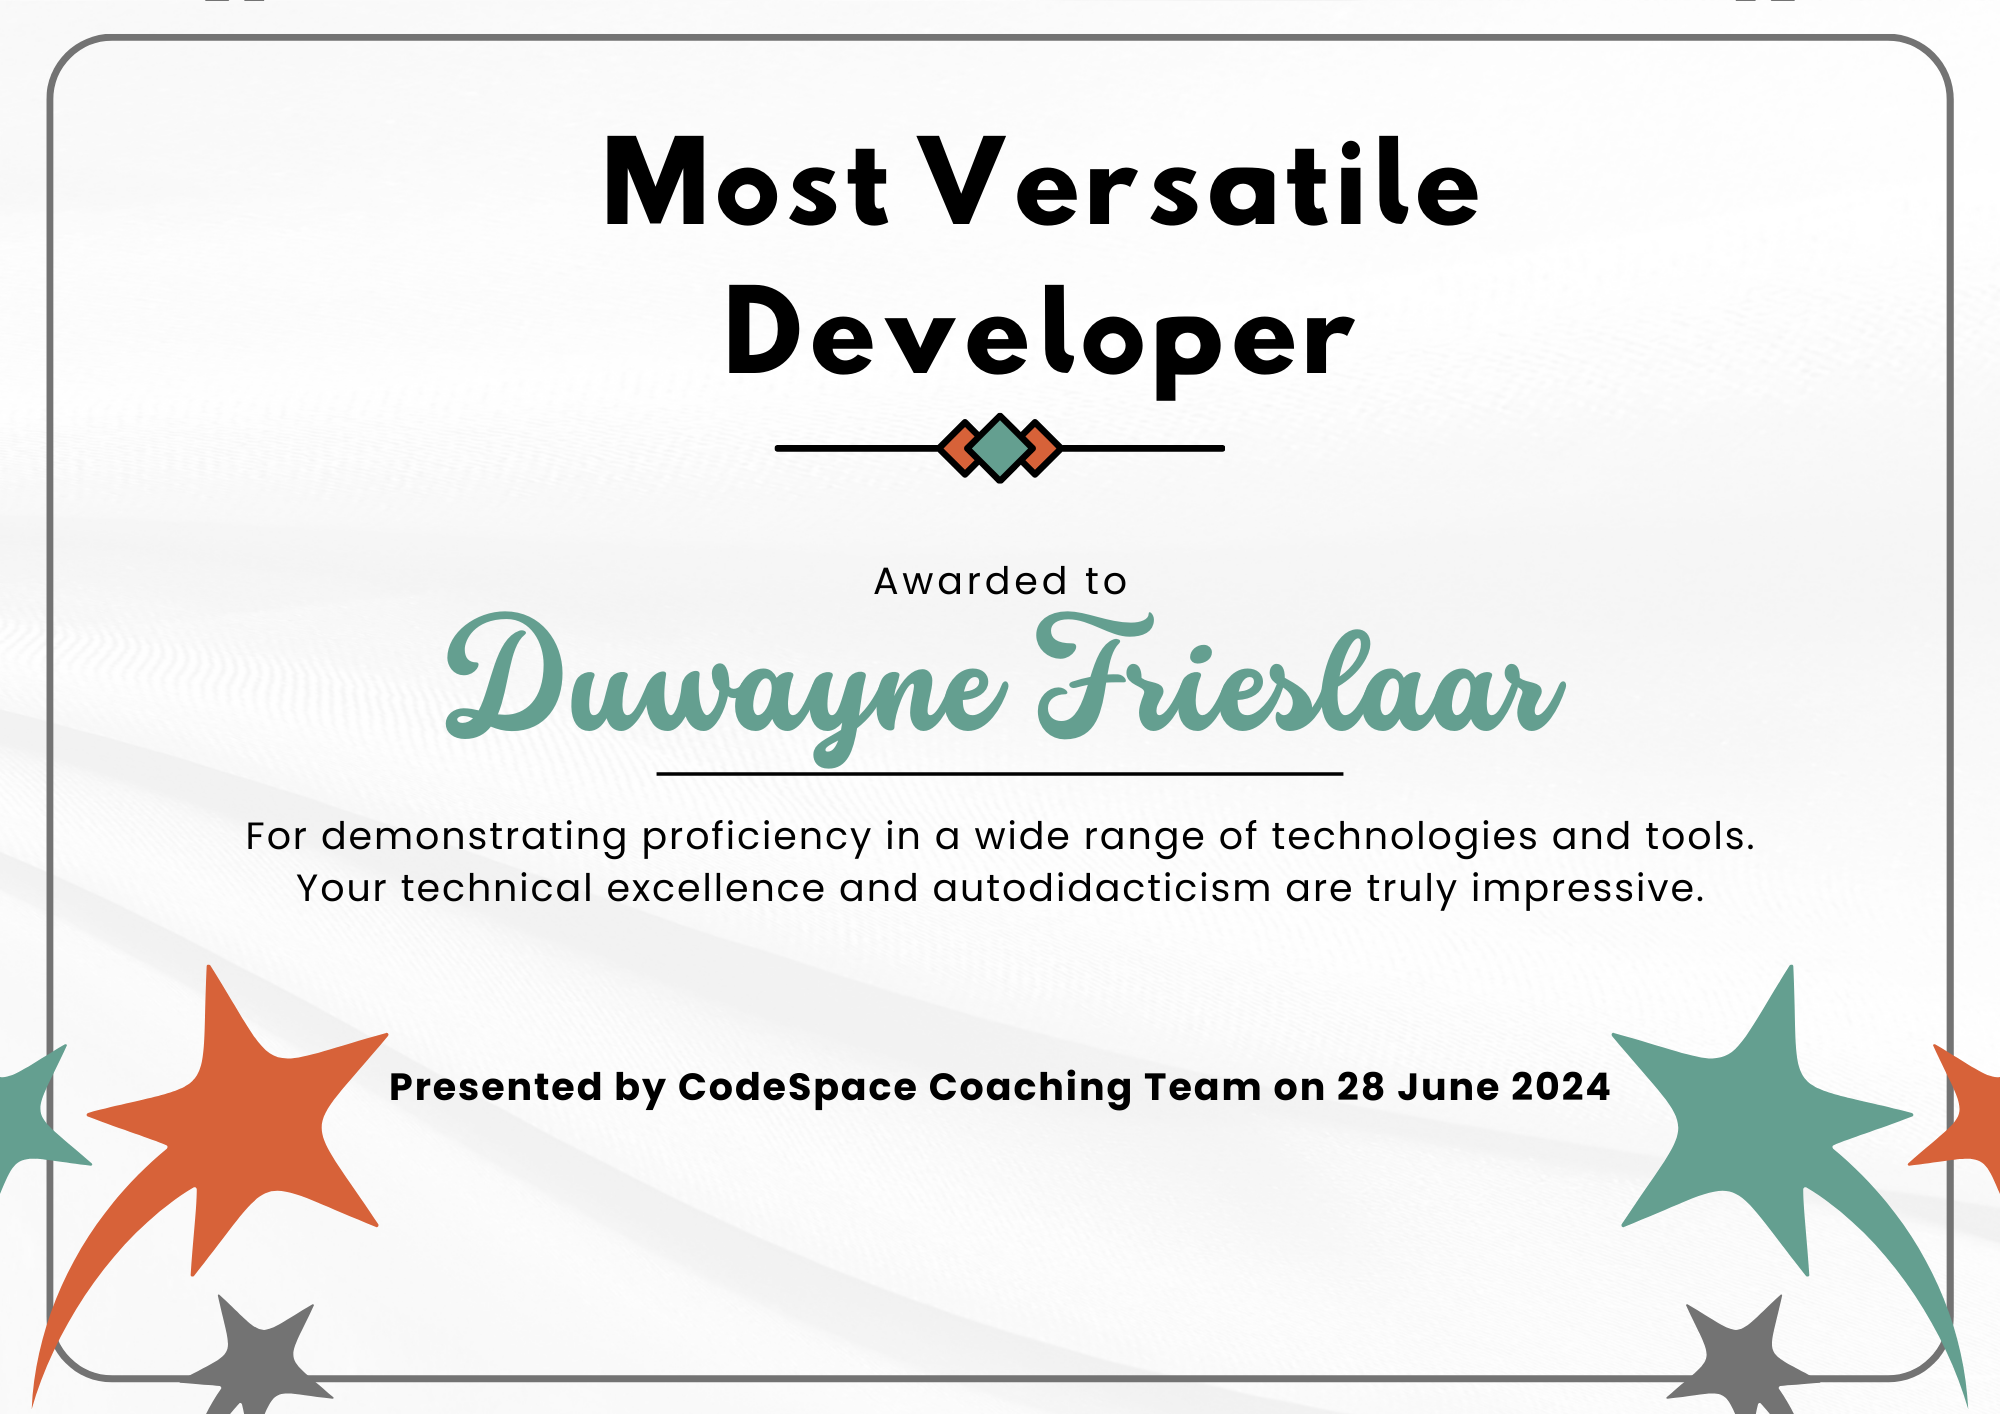 Most Versatile
Developer
Awarded to
Duwayne Frieslaar
For demonstrating proficiency in a wide range of technologies and tools.
Your technical excellence and autodidacticism are truly impressive.
Presented by CodeSpace Coaching Team on 28 June 2024